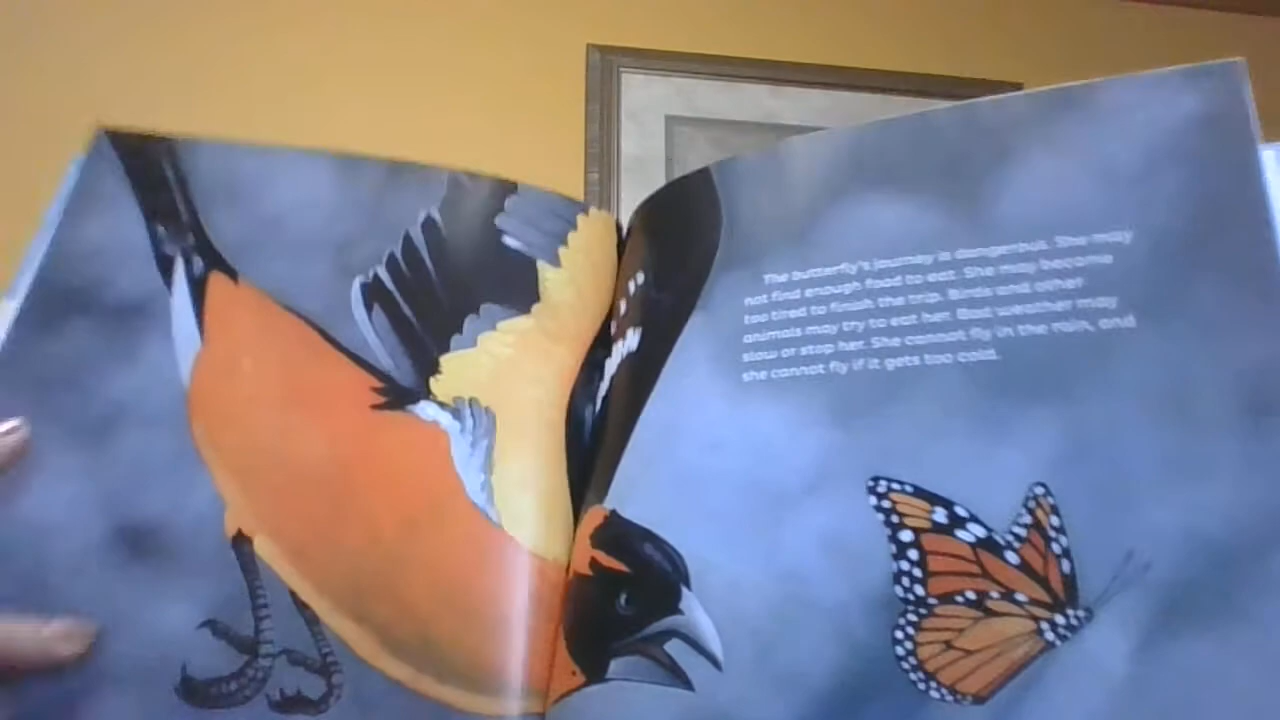 The butterfly's journey is dangerous. She may
not find enough food to eat. She may become
too tired to finish the trip. Birds and other
animals may try to eat her. Bad weather may
slow or stop her. She cannot fly in the rain, and
she cannot fly if it gets too cold.